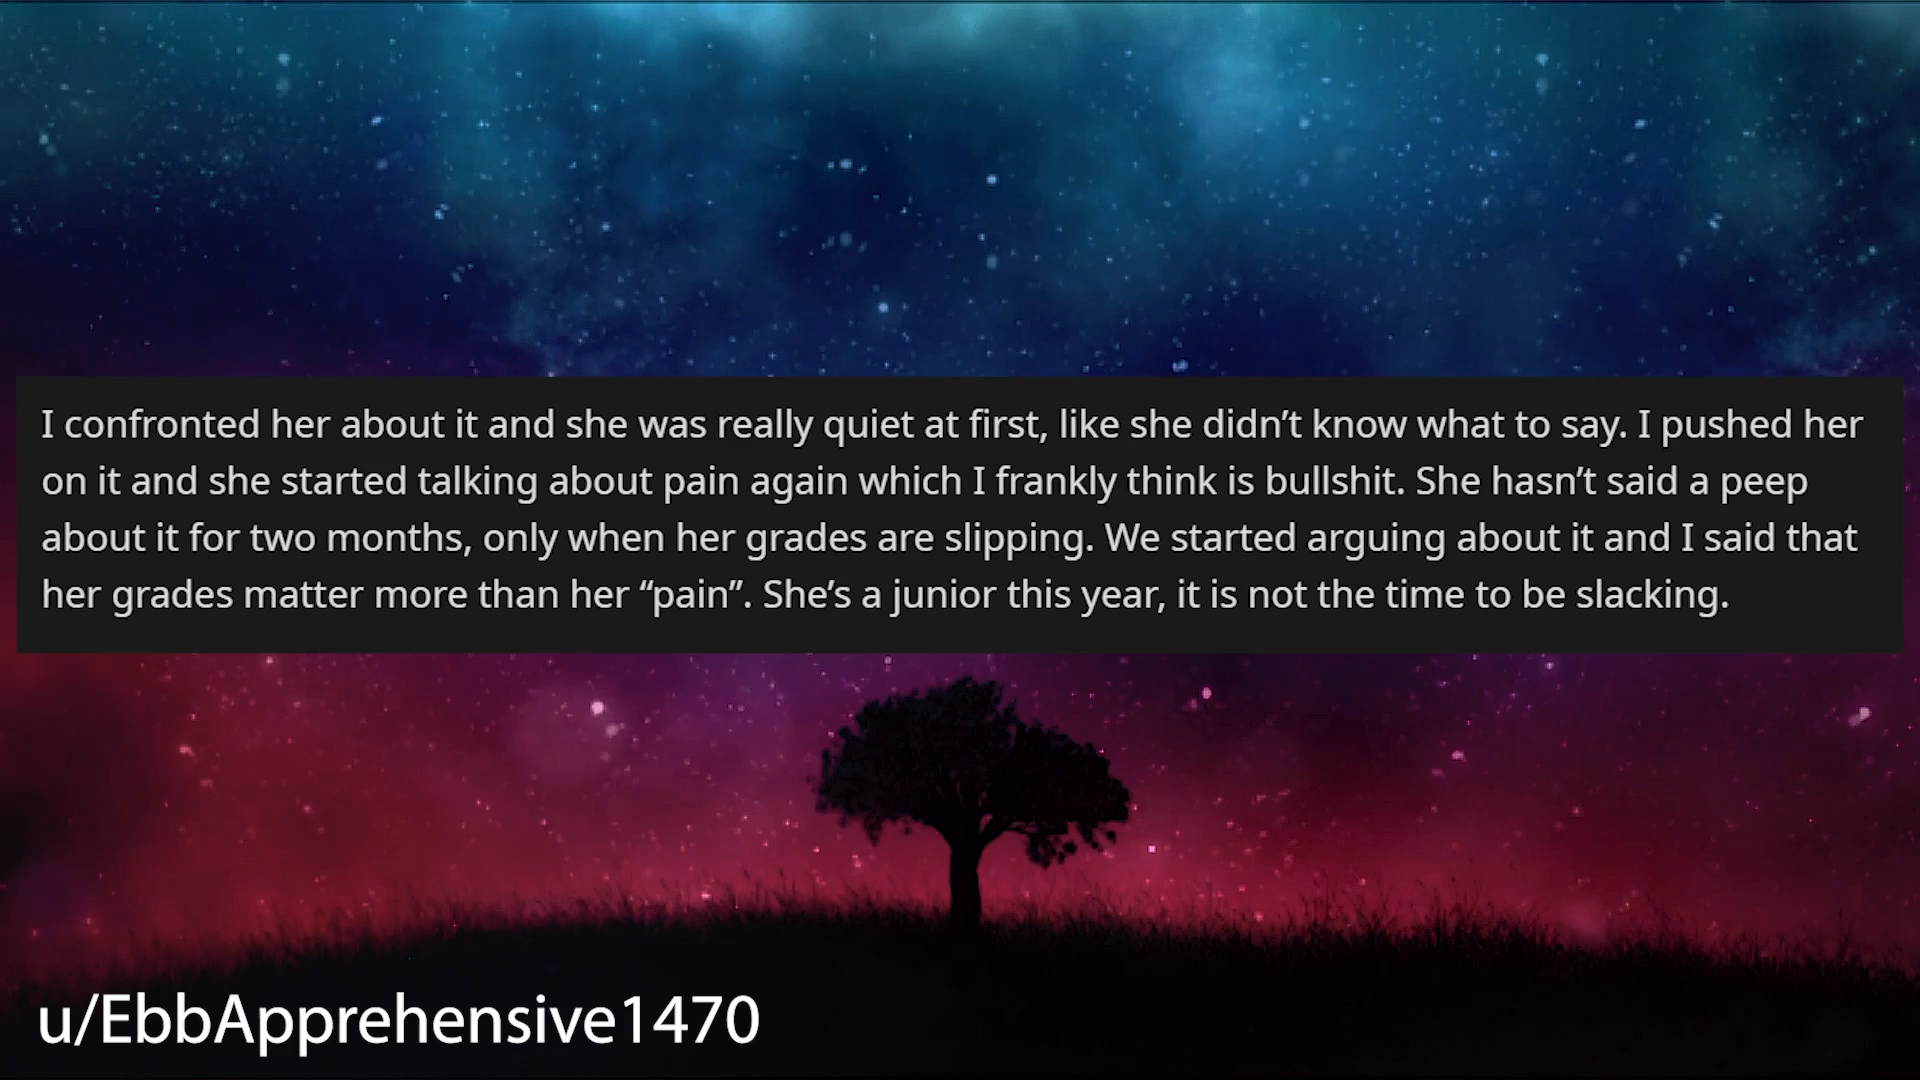 I confronted her about it and she was really quiet at first, like she didn’t know what to say. I pushed her
on it and she started talking about pain again which I frankly think is bullshit. She hasn’t said a peep
about it for two months, only when her grades are slipping. We started arguing about it and I said that
her grades matter more than her “pain”. She’s a junior this year, it is not the time to be slacking.
u/EbbApprehensive1470